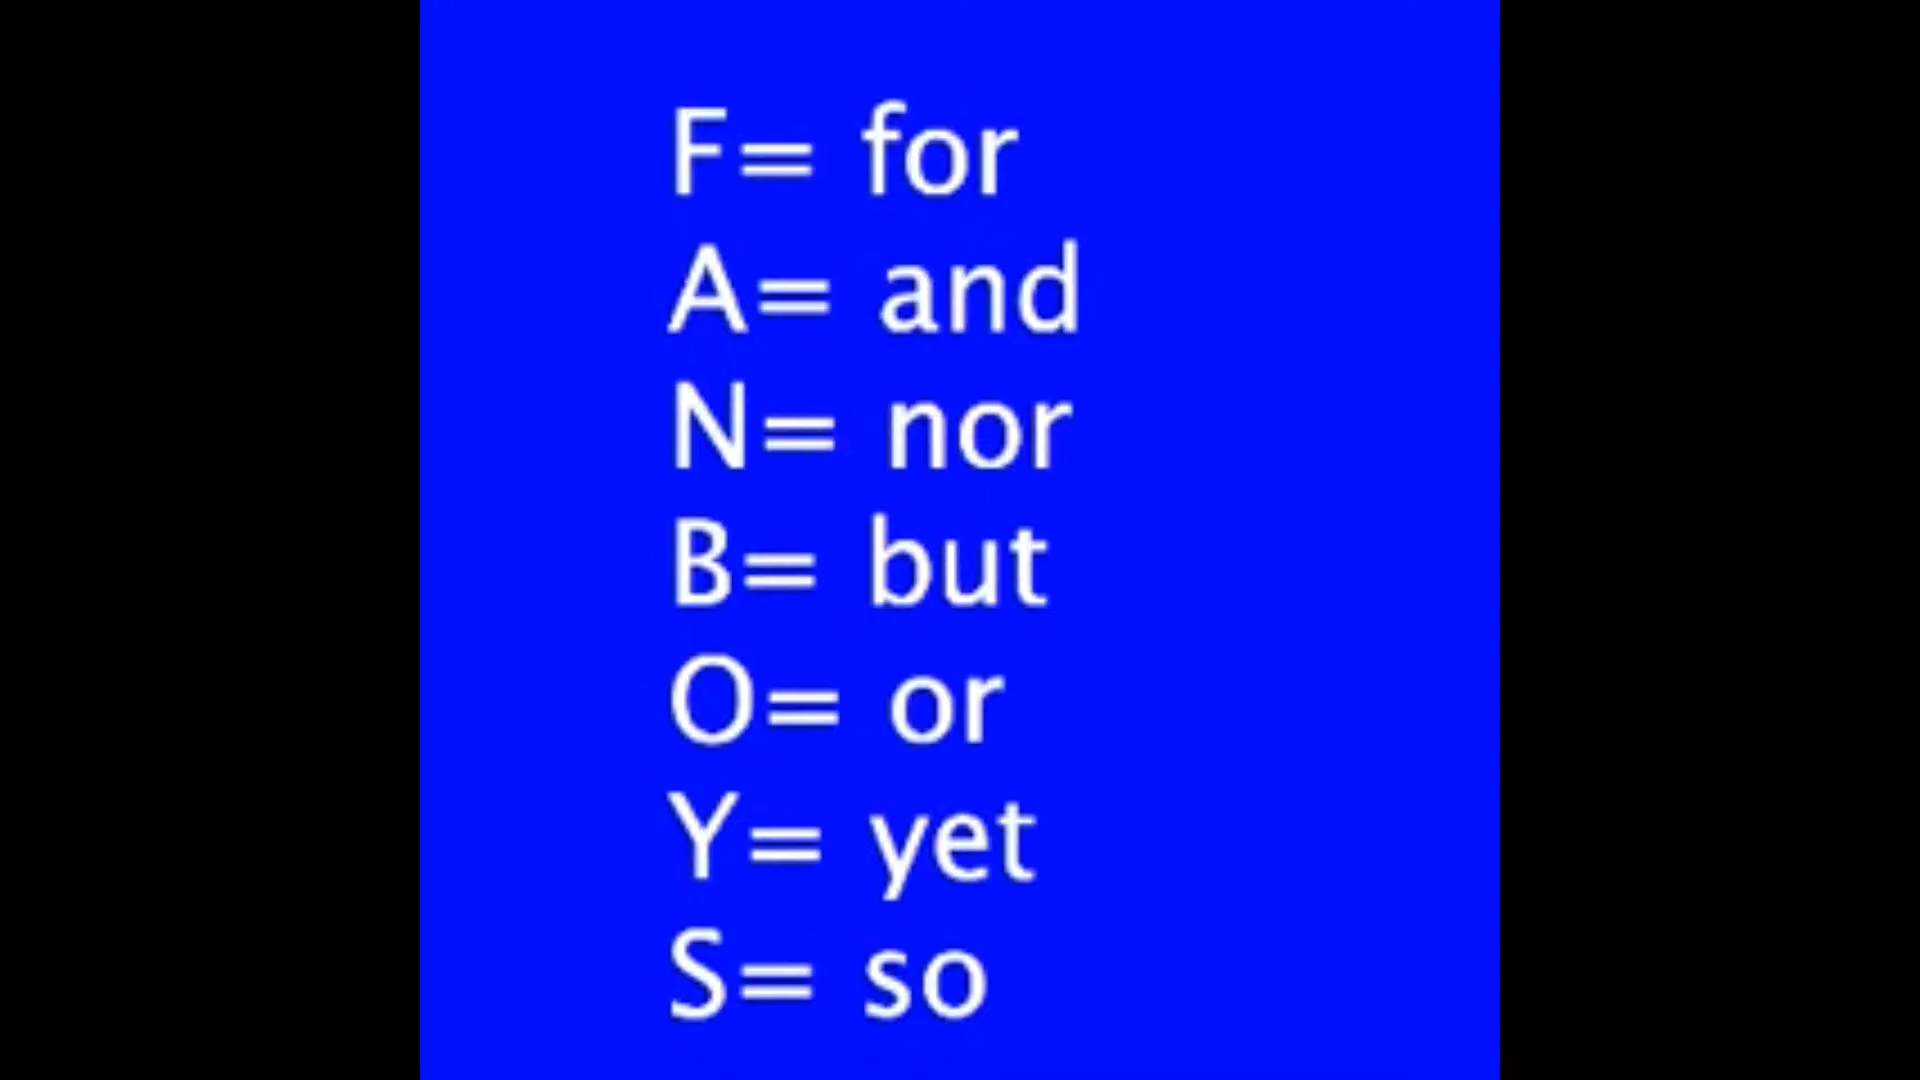 F= for
A= and
N= nor
B= but
O= or
Y= yet
S= so